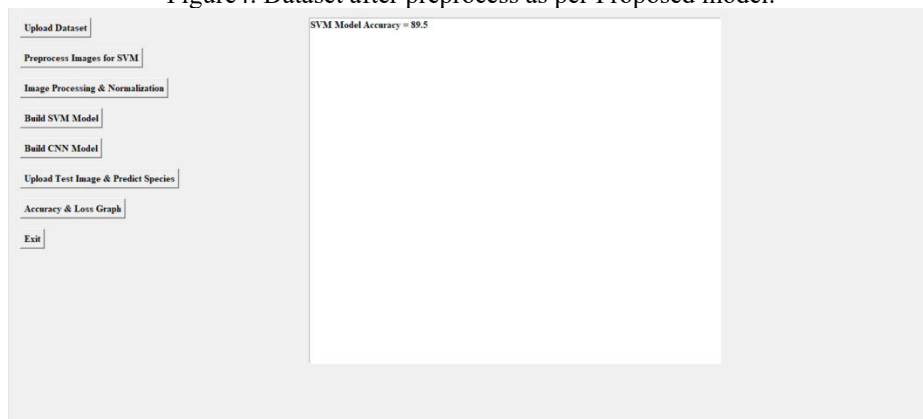 Figure4: Dataset after preprocess as per Proposed model.
Upload Dataset
SVM Model Accuracy = 89.5
Preprocess Images for SVM
Image Processing & Normalization
Build SVM Model
Build CNN Model
Upload Test Image & Predict Species
Accuracy & Loss Graph
Exit